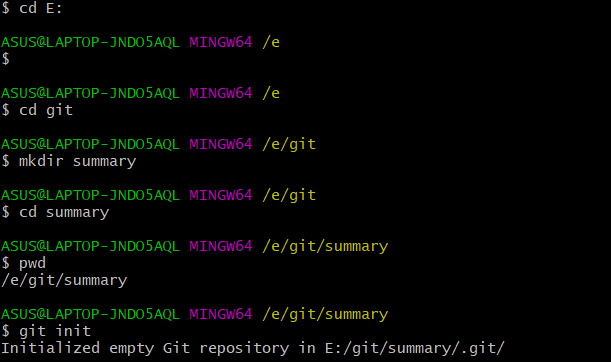 $ cd E:
ASUS@LAPTOP-JNDO5AQL MINGW64 /e
$
ASUS@LAPTOP-JNDO5AQL MINGW64 /e
$ cd git
ASUS@LAPTOP-JNDO5AQL MINGW64 /e/git
$ mkdir summary
ASUS@LAPTOP-JNDO5AQL MINGW64 /e/git
$ cd summary
ASUS@LAPTOP-JNDO5AQL MINGW64 /e/git/summary
$ pwd
/e/git/summary
ASUS@LAPTOP-JNDO5AQL MINGW64 /e/git/summary
$ git init
Initialized empty Git repository in E:/git/summary/.git/